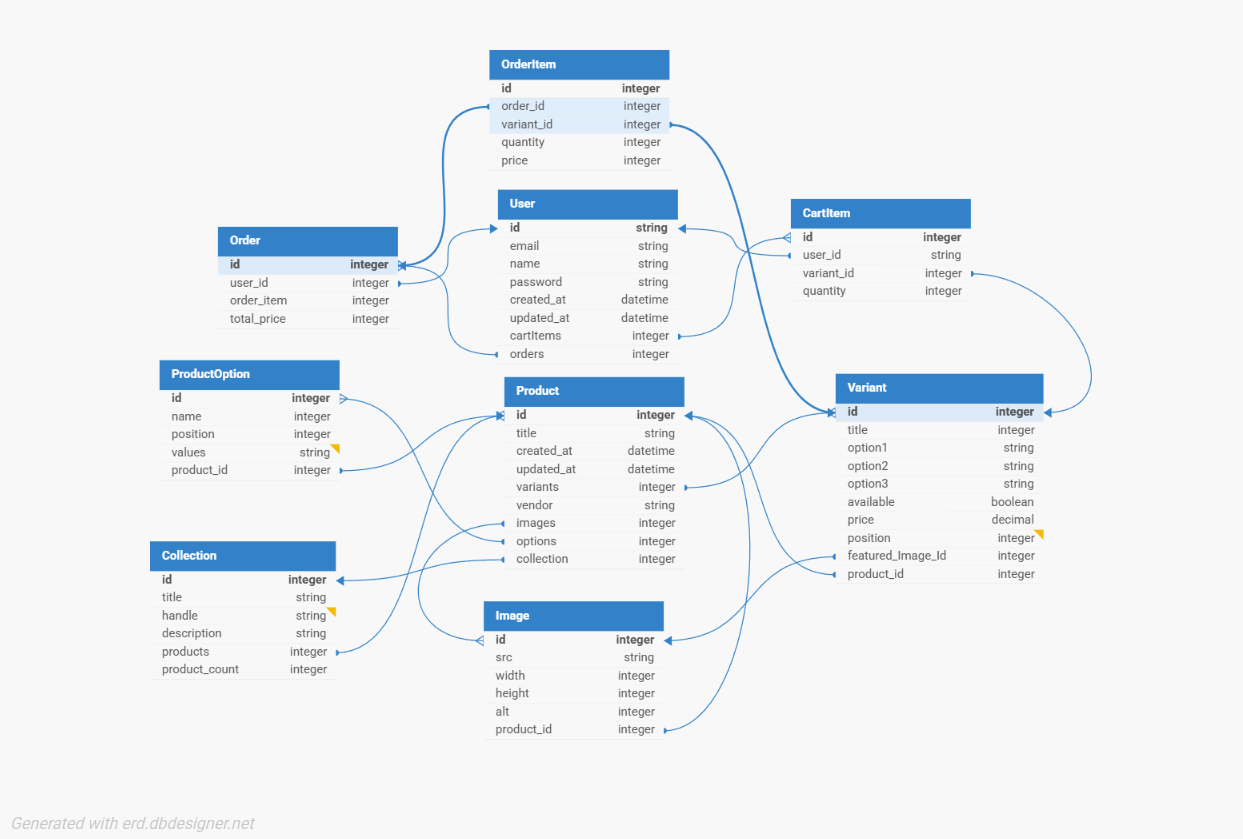 OrderItem
id integer
order_id integer
variant_id integer
quantity integer
price integer
User
id string
email string
name string
password string
created_at datetime
updated_at datetime
cartItems integer
orders integer
CartItem
id integer
user_id string
variant_id integer
quantity integer
Order
id integer
user_id integer
order_item integer
total_price integer
ProductOption
id integer
name integer
position integer
values string
product_id integer
Product
id integer
title string
created_at datetime
updated_at datetime
variants integer
vendor string
images integer
options integer
collection integer
Variant
id integer
title integer
option1 string
option2 string
option3 string
available boolean
price decimal
position integer
featured_Image_Id integer
product_id integer
Collection
id integer
title string
handle string
description string
products integer
product_count integer
Image
id integer
src string
width integer
height integer
alt integer
product_id integer
Generated with erd.dbdesigner.net